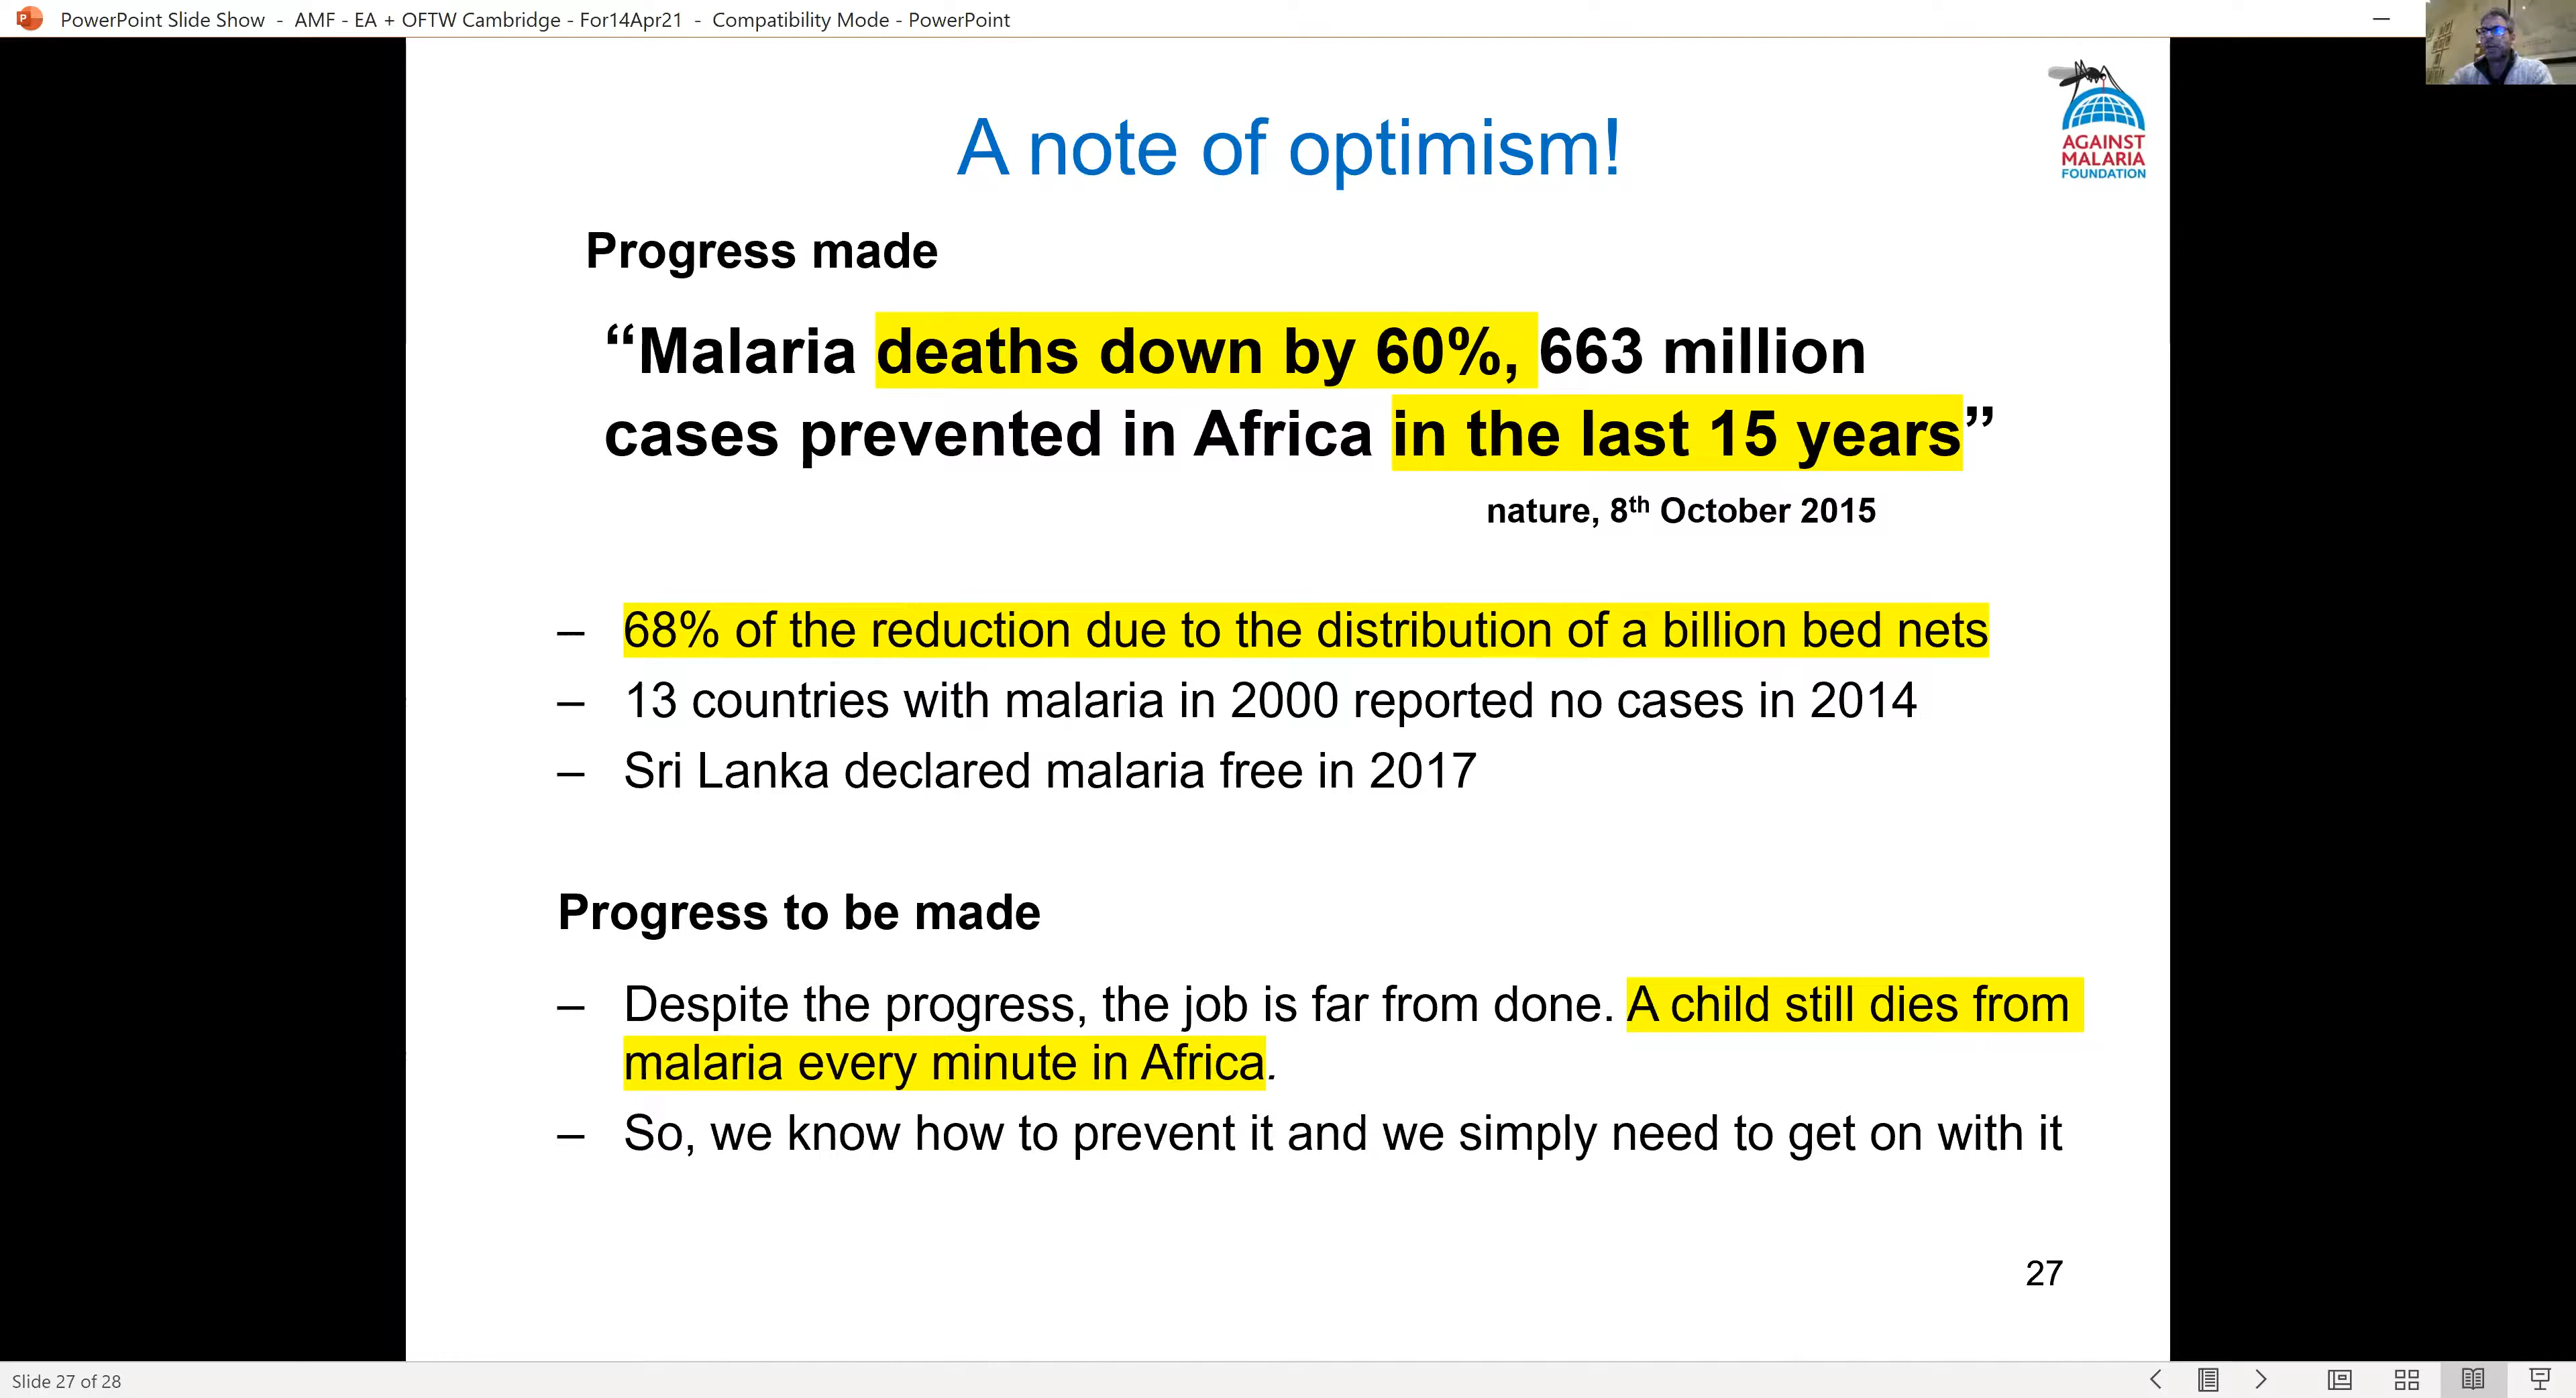 PowerPoint Slide Show - AMF - EA + OFTW Cambridge - For14Apr21 - Compatibility Mode - PowerPoint
A note of optimism!
AGAINST
MALARIA
FOUNDATION
Progress made
“Malaria deaths down by 60%, 663 million
cases prevented in Africa in the last 15 years”
nature, 8th October 2015
– 68% of the reduction due to the distribution of a billion bed nets
– 13 countries with malaria in 2000 reported no cases in 2014
– Sri Lanka declared malaria free in 2017
Progress to be made
– Despite the progress, the job is far from done. A child still dies from
malaria every minute in Africa.
– So, we know how to prevent it and we simply need to get on with it
27
Slide 27 of 28